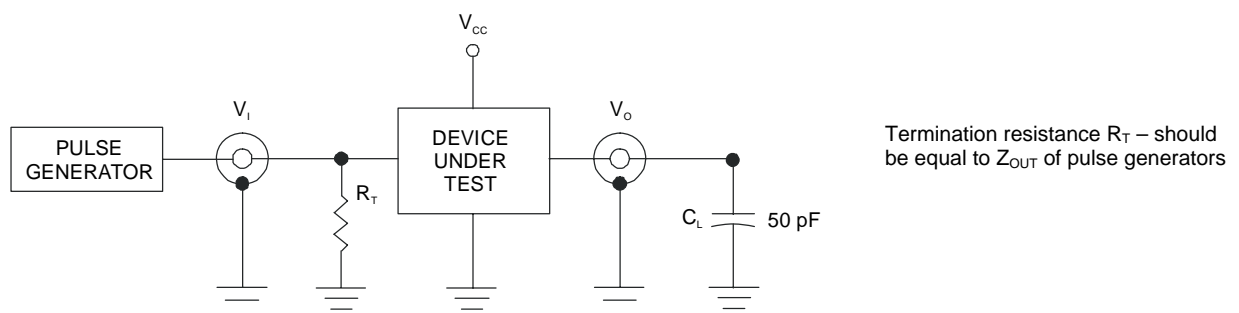 V_CC
V_I
V_O
PULSE
GENERATOR
DEVICE
UNDER
TEST
R_T
C_L
50 pF
Termination resistance R_T – should
be equal to Z_OUT of pulse generators